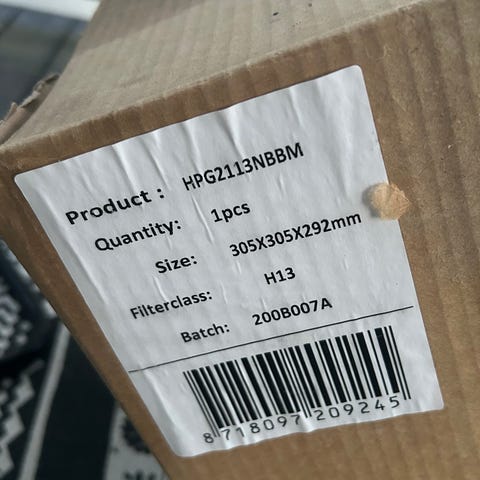 Product : HPG2113NBBM
Quantity: 1pcs
Size: 305X305X292mm
Filterclass: H13
Batch: 200B007A
8 718097 209245